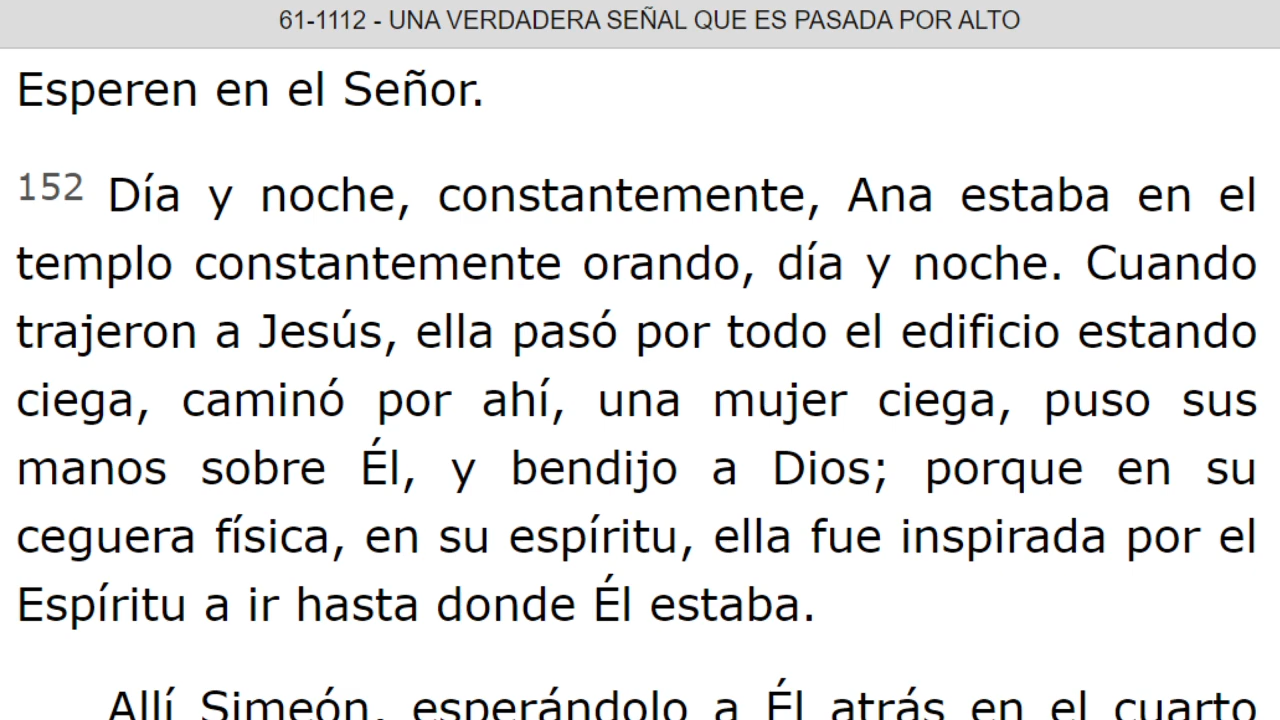 61-1112 - UNA VERDADERA SEÑAL QUE ES PASADA POR ALTO
Esperen en el Señor.
152 Día y noche, constantemente, Ana estaba en el
templo constantemente orando, día y noche. Cuando
trajeron a Jesús, ella pasó por todo el edificio estando
ciega, caminó por ahí, una mujer ciega, puso sus
manos sobre Él, y bendijo a Dios; porque en su
ceguera física, en su espíritu, ella fue inspirada por el
Espíritu a ir hasta donde Él estaba.
Allí Simeón, esperándolo a Él atrás en el cuarto